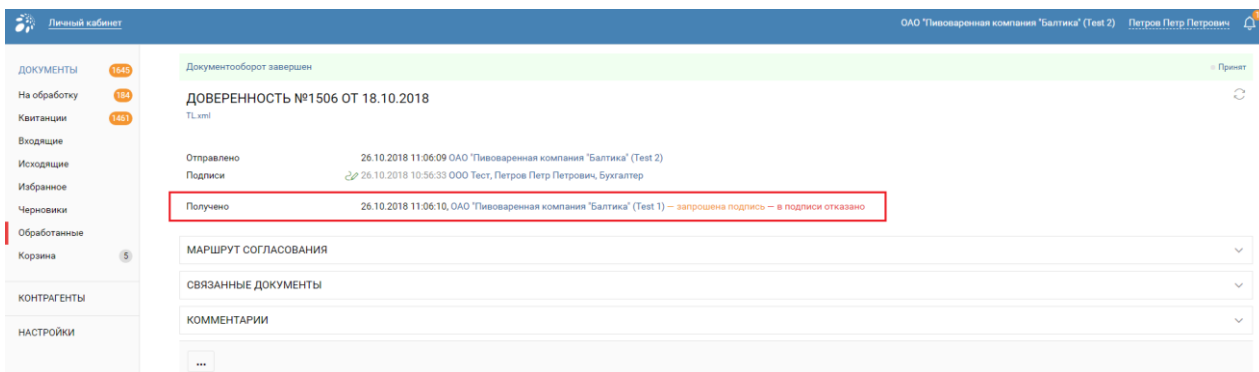 Личный кабинет ОАО "Пивоваренная компания "Балтика" (Test 2) Петров Петр Петрович
ДОКУМЕНТЫ 1645
На обработку 184
Квитанции 1461
Входящие
Исходящие
Избранное
Черновики
Обработанные
Корзина 5
КОНТРАГЕНТЫ
НАСТРОЙКИ
Документооборот завершен Принят
ДОВЕРЕННОСТЬ №1506 ОТ 18.10.2018
TL.xml
Отправлено 26.10.2018 11:06:09 ОАО "Пивоваренная компания "Балтика" (Test 2)
Подписи 26.10.2018 10:56:33 ООО Тест, Петров Петр Петрович, Бухгалтер
Получено 26.10.2018 11:06:10, ОАО "Пивоваренная компания "Балтика" (Test 1) — запрошена подпись — в подписи отказано
МАРШРУТ СОГЛАСОВАНИЯ
СВЯЗАННЫЕ ДОКУМЕНТЫ
КОММЕНТАРИИ
...